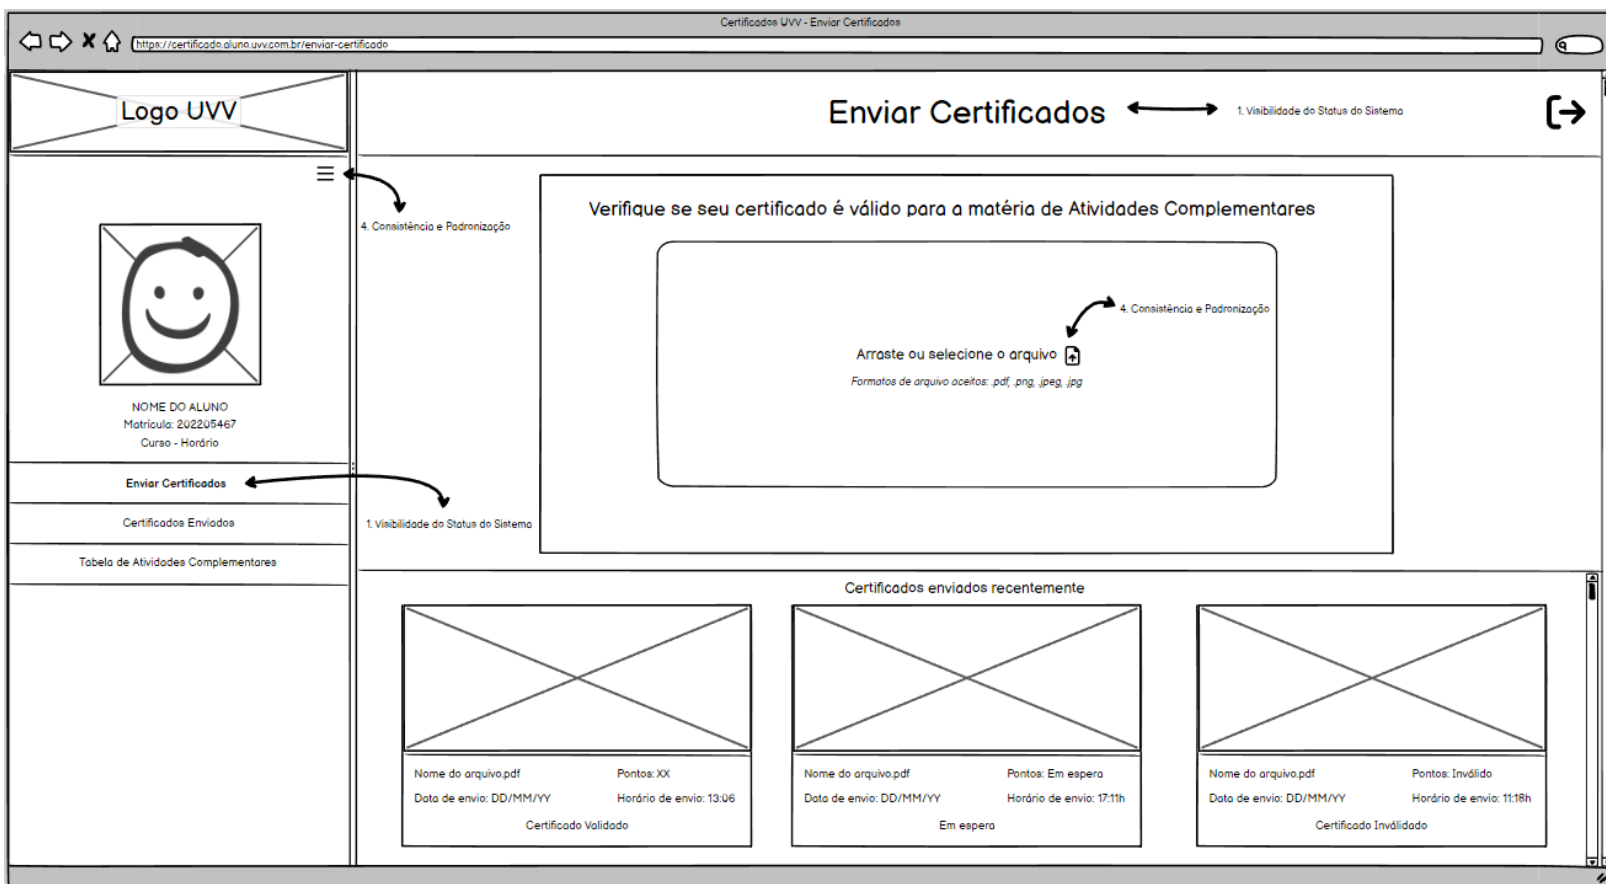 Certificados UVV - Enviar Certificados
https://certificado.aluno.uvv.com.br/enviar-certificado
Logo UVV
Enviar Certificados
1. Visibilidade do Status do Sistema
4. Consistência e Padronização
NOME DO ALUNO
Matrícula: 202205467
Curso - Horário
Enviar Certificados
Certificados Enviados
Tabela de Atividades Complementares
1. Visibilidade do Status do Sistema
Verifique se seu certificado é válido para a matéria de Atividades Complementares
4. Consistência e Padronização
Arraste ou selecione o arquivo
Formatos de arquivo aceitos: .pdf, .png, .jpeg, .jpg
Certificados enviados recentemente
Nome do arquivo.pdf Pontos: XX
Data de envio: DD/MM/YY Horário de envio: 13:06
Certificado Validado
Nome do arquivo.pdf Pontos: Em espera
Data de envio: DD/MM/YY Horário de envio: 17:11h
Em espera
Nome do arquivo.pdf Pontos: Inválido
Data de envio: DD/MM/YY Horário de envio: 11:18h
Certificado Inválidado